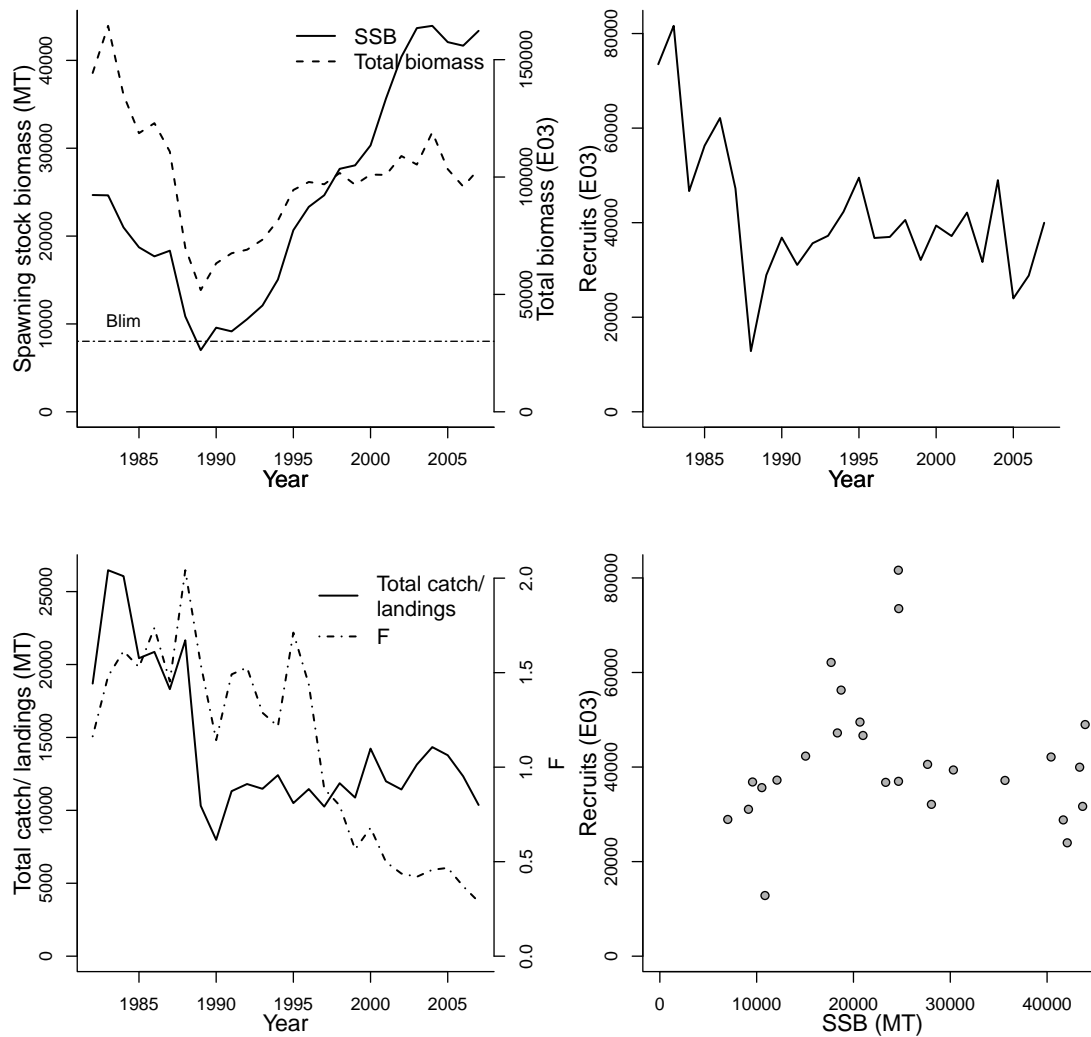 SSB
Total biomass
Spawning stock biomass (MT)
0 10000 20000 30000 40000
Total biomass (E03)
0 50000 100000 150000
Blim
1985 1990 1995 2000 2005
Year
Recruits (E03)
0 20000 40000 60000 80000
1985 1990 1995 2000 2005
Year
Total catch/
landings
F
Total catch/ landings (MT)
0 5000 10000 15000 20000 25000
F
0.0 0.5 1.0 1.5 2.0
1985 1990 1995 2000 2005
Year
Recruits (E03)
0 20000 40000 60000 80000
0 10000 20000 30000 40000
SSB (MT)